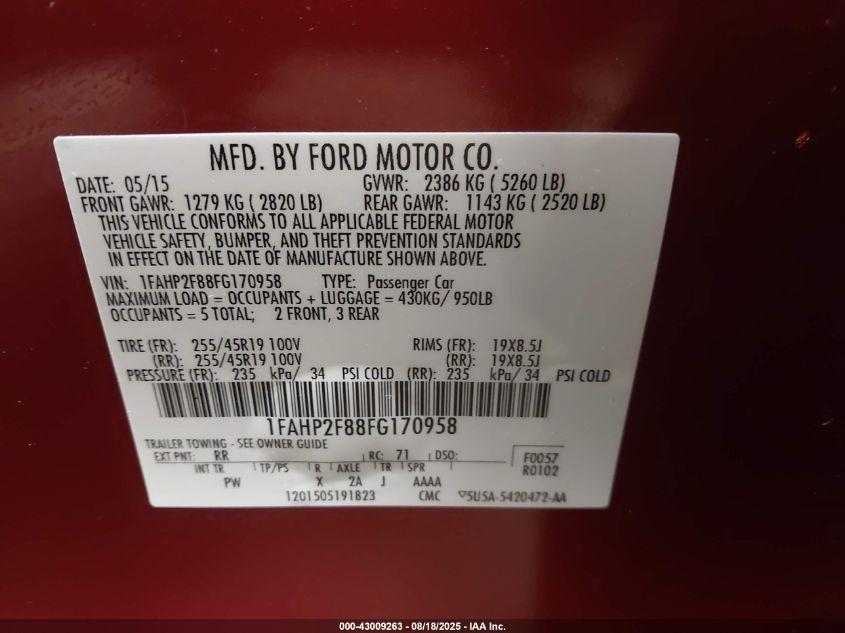 MFD. BY FORD MOTOR CO.
DATE: 05/15 GVWR: 2386 KG ( 5260 LB)
FRONT GAWR: 1279 KG ( 2820 LB) REAR GAWR: 1143 KG ( 2520 LB)
THIS VEHICLE CONFORMS TO ALL APPLICABLE FEDERAL MOTOR
VEHICLE SAFETY, BUMPER, AND THEFT PREVENTION STANDARDS
IN EFFECT ON THE DATE OF MANUFACTURE SHOWN ABOVE.
VIN: 1FAHP2F88FG170958 TYPE: Passenger Car
MAXIMUM LOAD = OCCUPANTS + LUGGAGE = 430KG/ 950LB
OCCUPANTS = 5 TOTAL; 2 FRONT, 3 REAR
TIRE (FR): 255/45R19 100V RIMS (FR): 19X8.5J
(RR): 255/45R19 100V (RR): 19X8.5J
PRESSURE (FR): 235 kPa/ 34 PSI COLD (RR): 235 kPa/ 34 PSI COLD
1FAHP2F88FG170958
TRAILER TOWING - SEE OWNER GUIDE
EXT PNT: RR RC: 71 DSO: F0057
INT TR TP/PS R AXLE TR SPR R0102
PW X 2A J AAAA
1201505191823 CMC 5U5A-5420472-AA
000-43009263 - 08/18/2025 - IAA Inc.